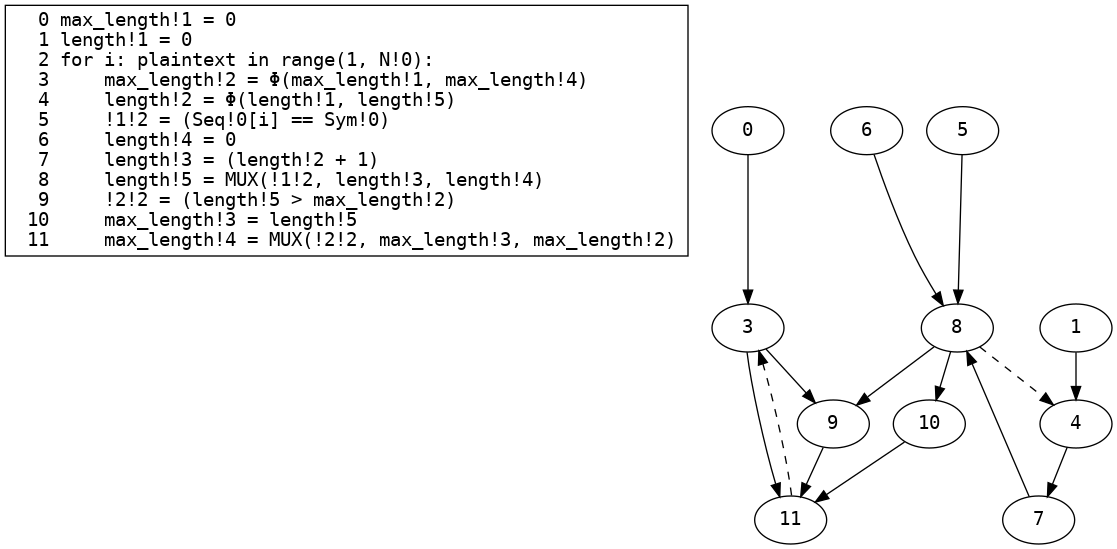 0 max_length!1 = 0
1 length!1 = 0
2 for i: plaintext in range(1, N!0):
3     max_length!2 = Φ(max_length!1, max_length!4)
4     length!2 = Φ(length!1, length!5)
5     !1!2 = (Seq!0[i] == Sym!0)
6     length!4 = 0
7     length!3 = (length!2 + 1)
8     length!5 = MUX(!1!2, length!3, length!4)
9     !2!2 = (length!5 > max_length!2)
10     max_length!3 = length!5
11     max_length!4 = MUX(!2!2, max_length!3, max_length!2)
0 6 5
3 8 1
9 10 4
11 7